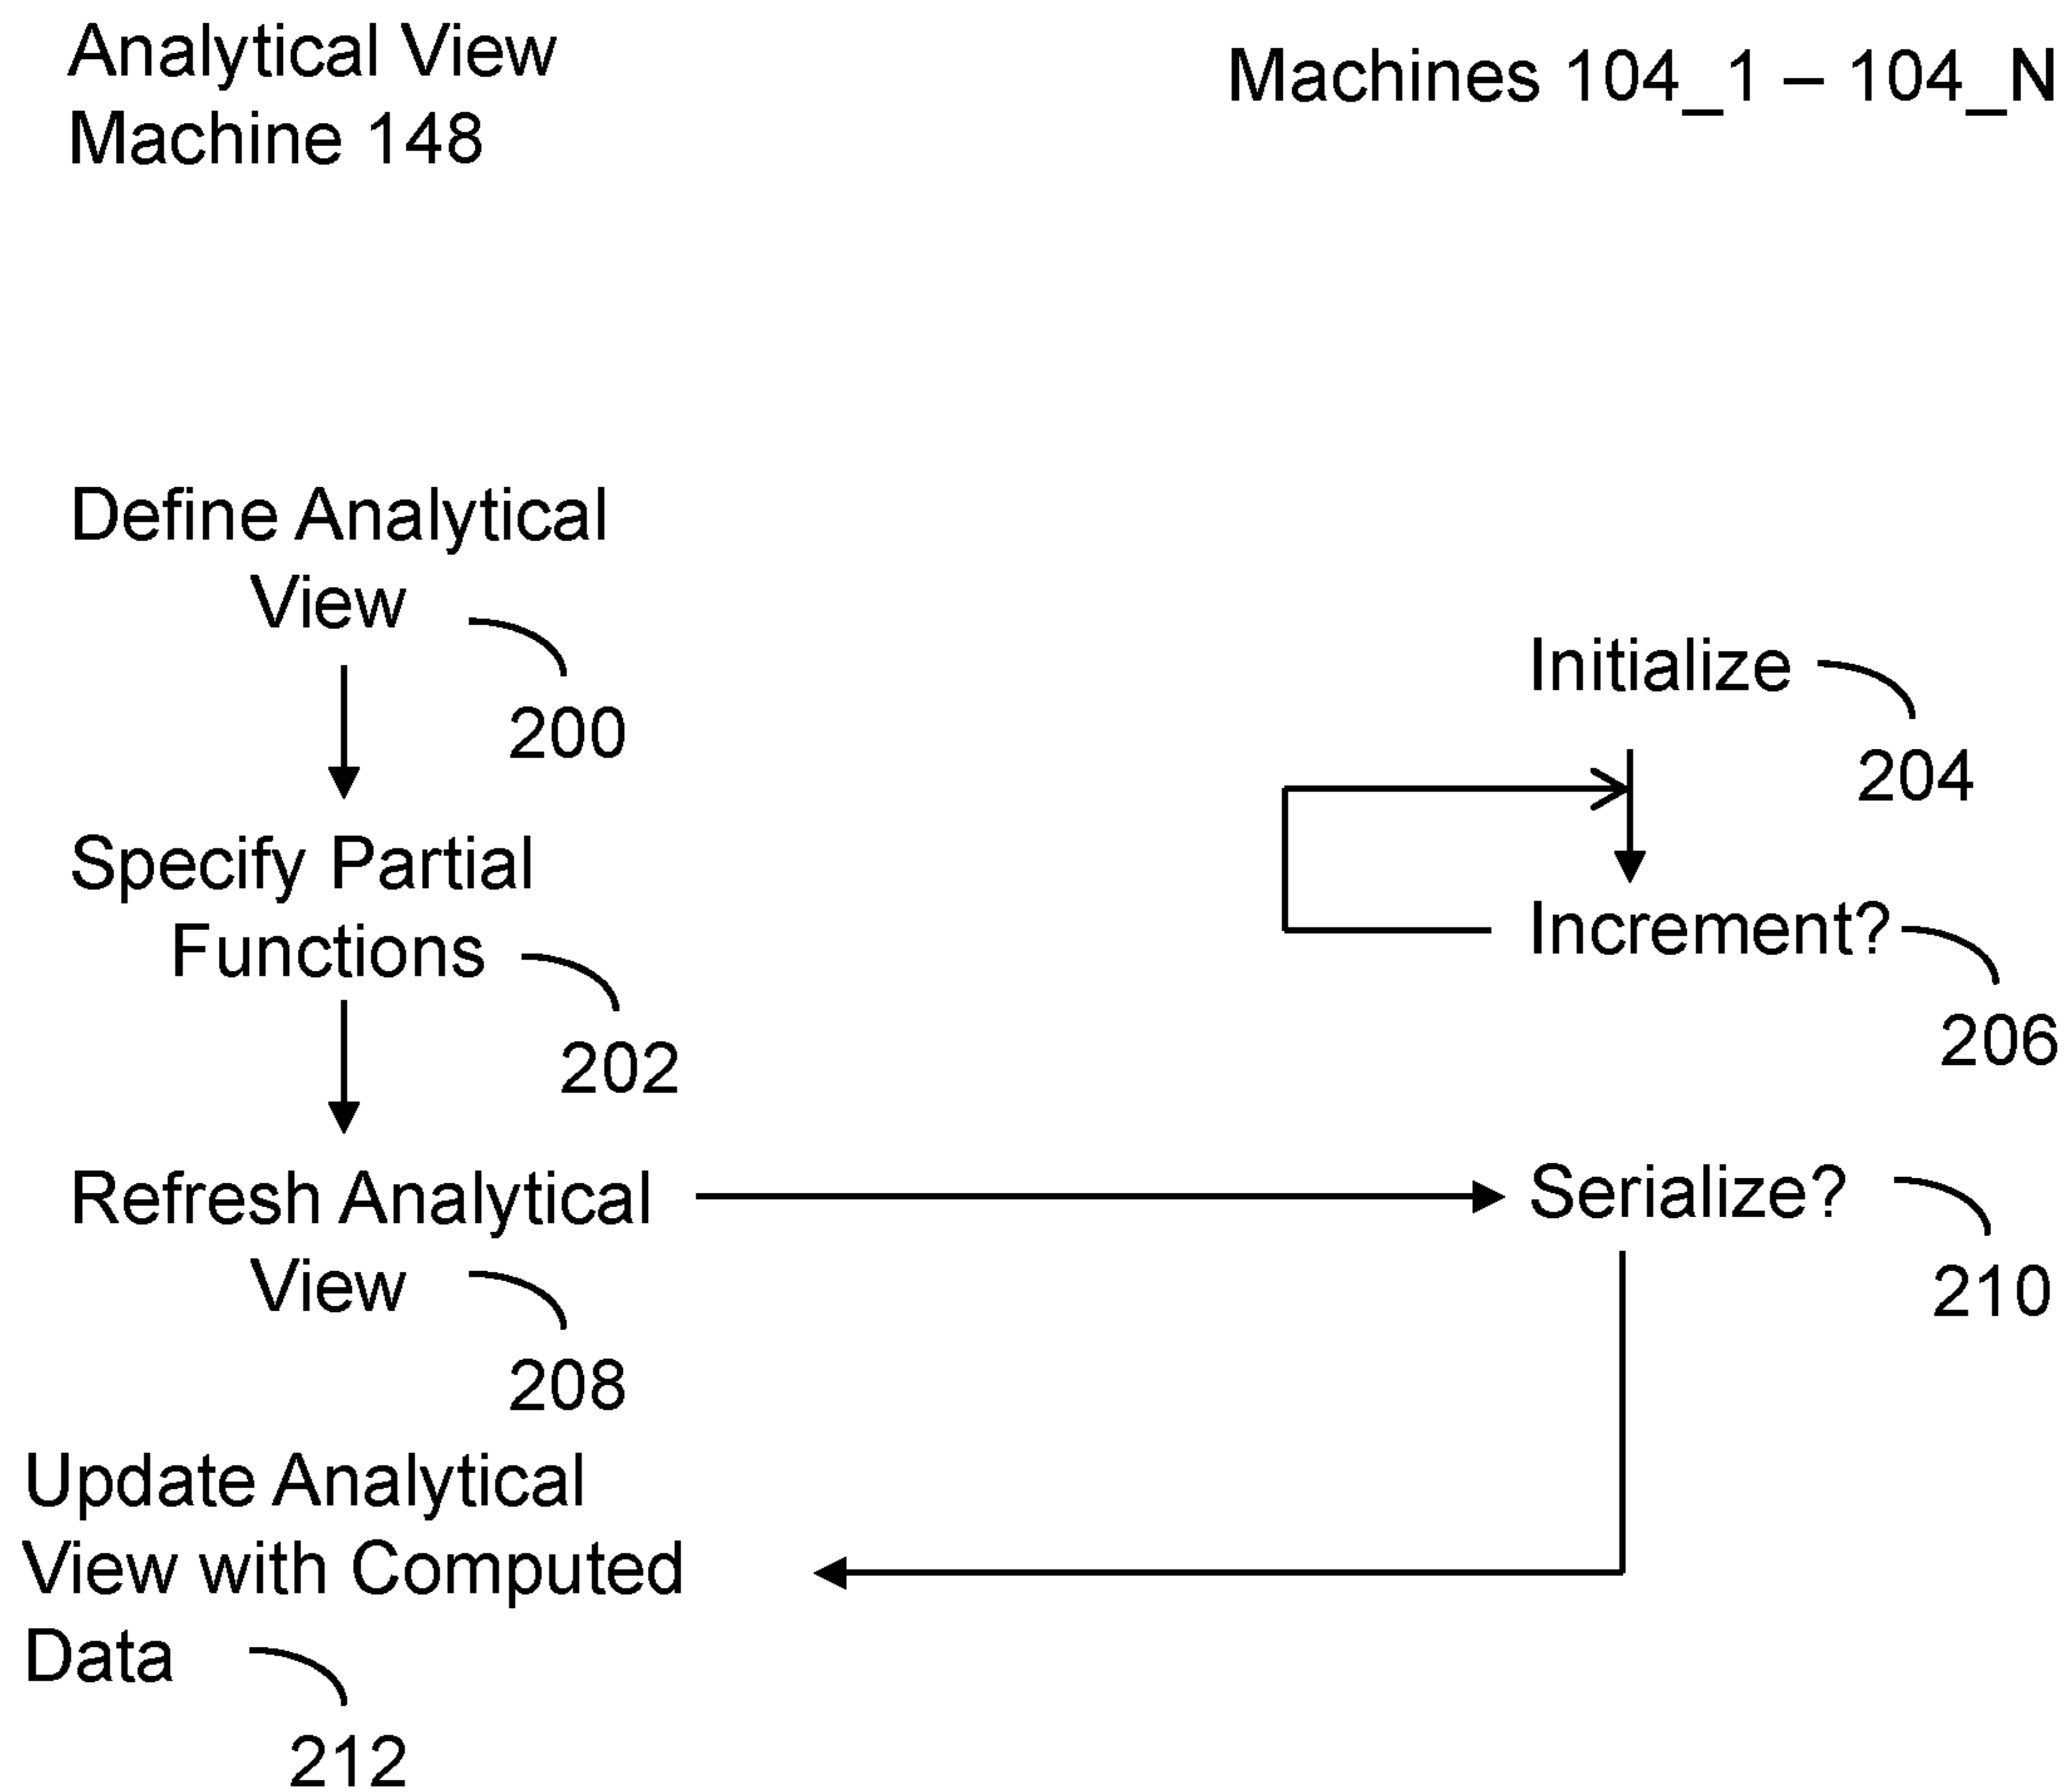 Analytical View
Machine 148
Machines 104_1 – 104_N
Define Analytical
View
200
Specify Partial
Functions
202
Refresh Analytical
View
208
Update Analytical
View with Computed
Data
212
Initialize
204
Increment?
206
Serialize?
210